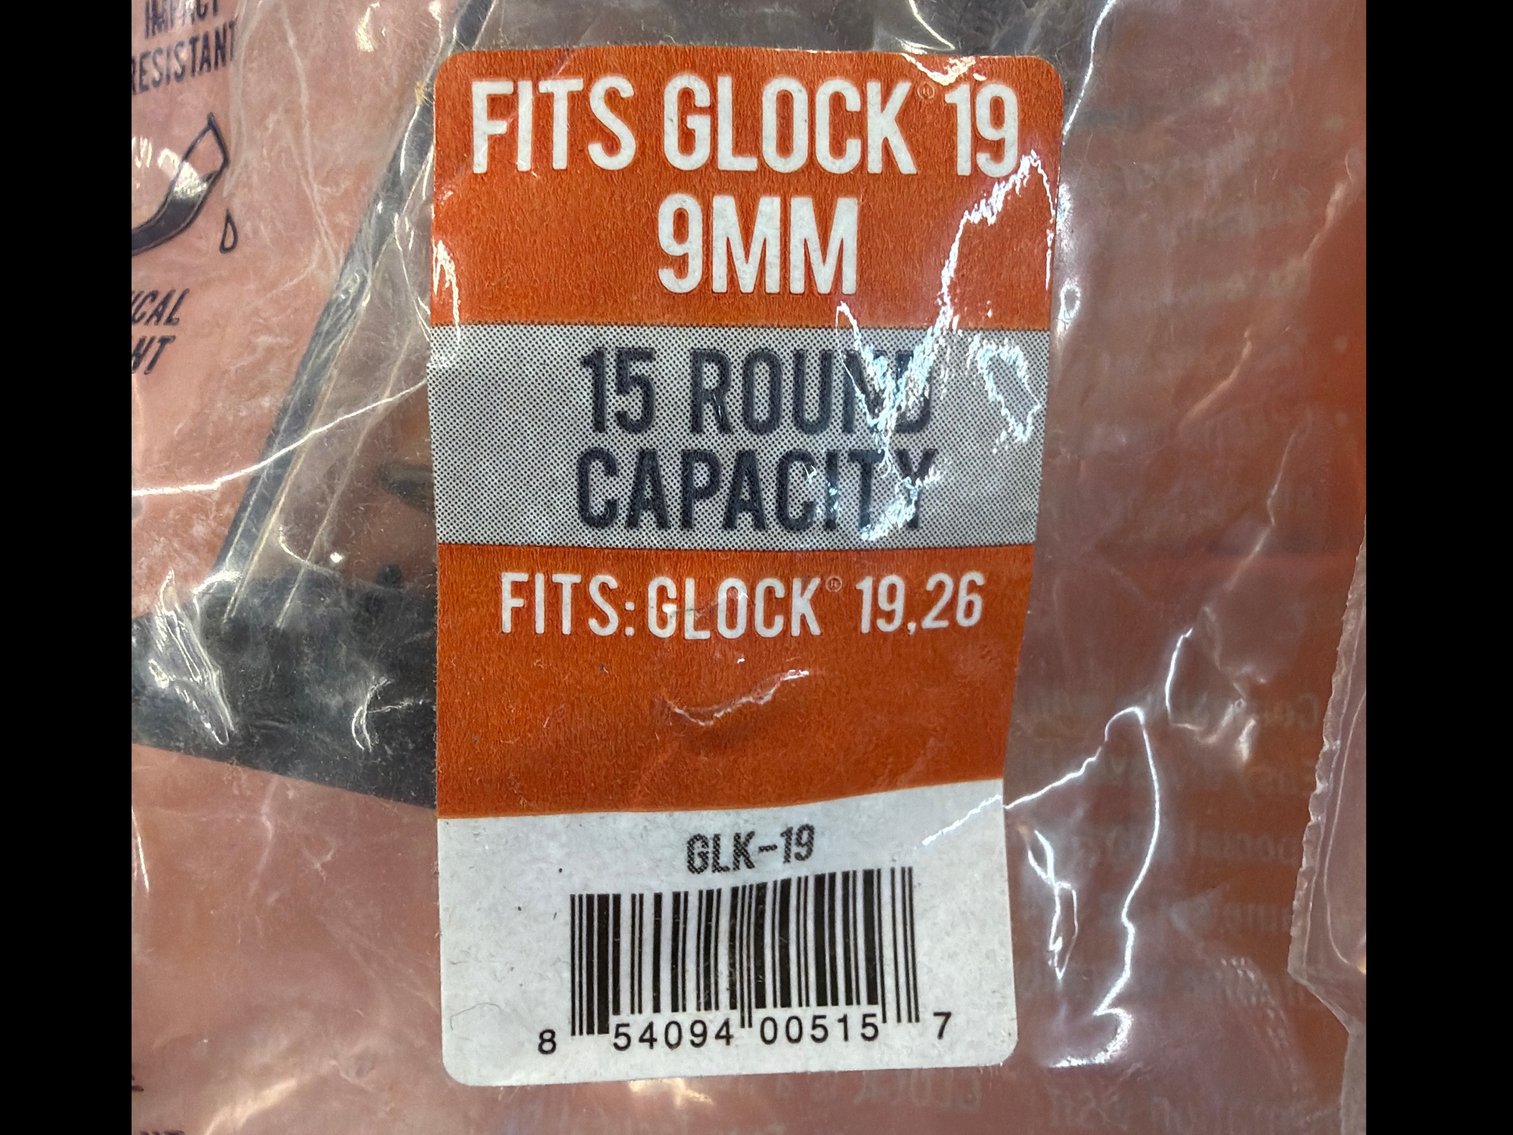 IMPACT
RESISTANT
FITS GLOCK® 19
9MM
15 ROUND
CAPACITY
FITS: GLOCK® 19,26
GLK-19
8 54094 00515 7